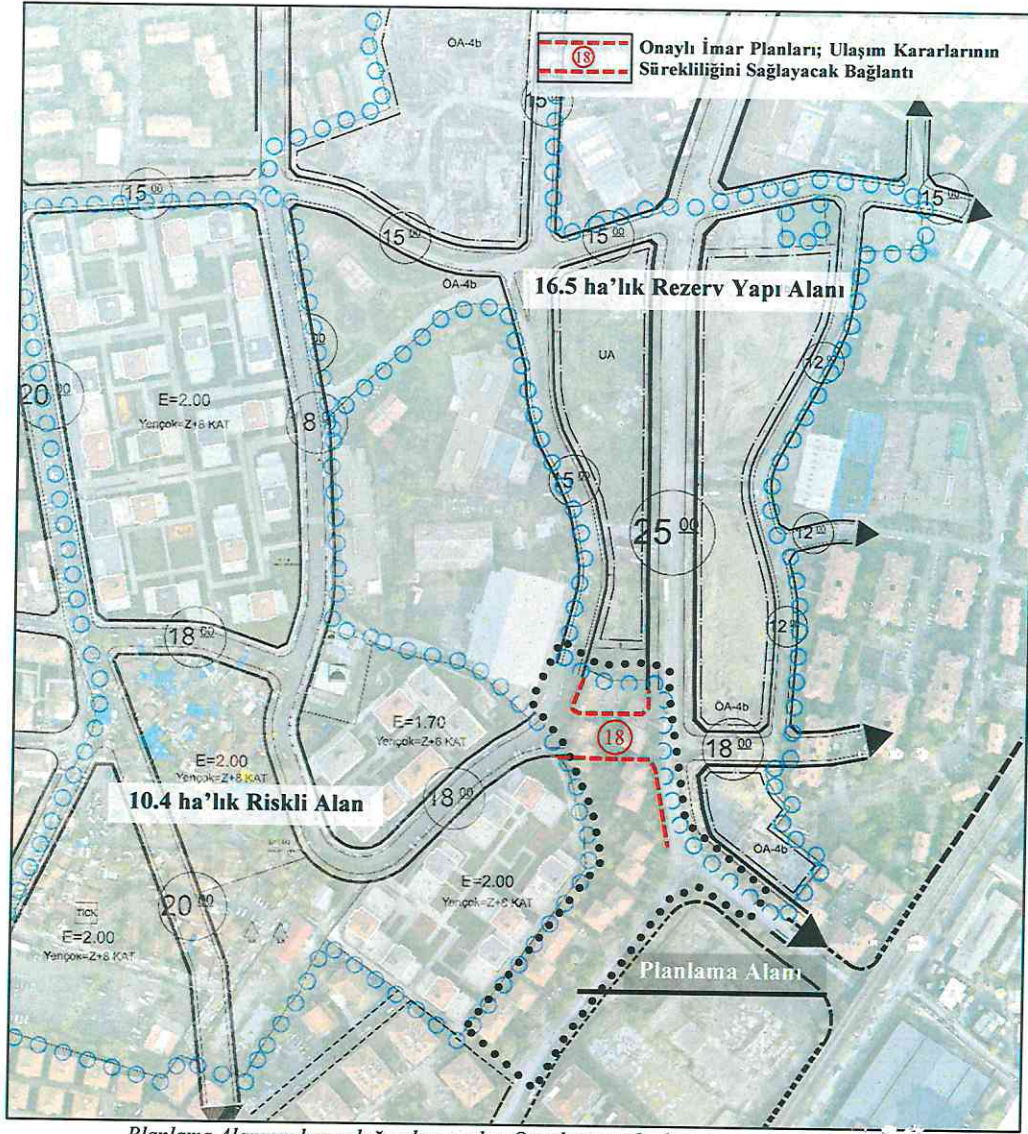 ÖA-4b
18
Onaylı İmar Planları; Ulaşım Kararlarının
Sürekliliğini Sağlayacak Bağlantı
15
15 00
15 00
15 00
15 00
ÖA-4b
16.5 ha'lık Rezerv Yapı Alanı
UA
20 00
E=2.00
Yençok=Z+8 KAT
18
12
15 00
25 00
12 00
18 00
12
E=1.70
Yençok=Z+8 KAT
18
ÖA-4b
18 00
E=2.00
Yençok=Z+8 KAT
10.4 ha'lık Riskli Alan
18 00
ÖA-4b
E=2.00
Yençok=Z+8 KAT
20 00
TİCK
E=2.00
Yençok=Z+8 KAT
Planlama Alanı